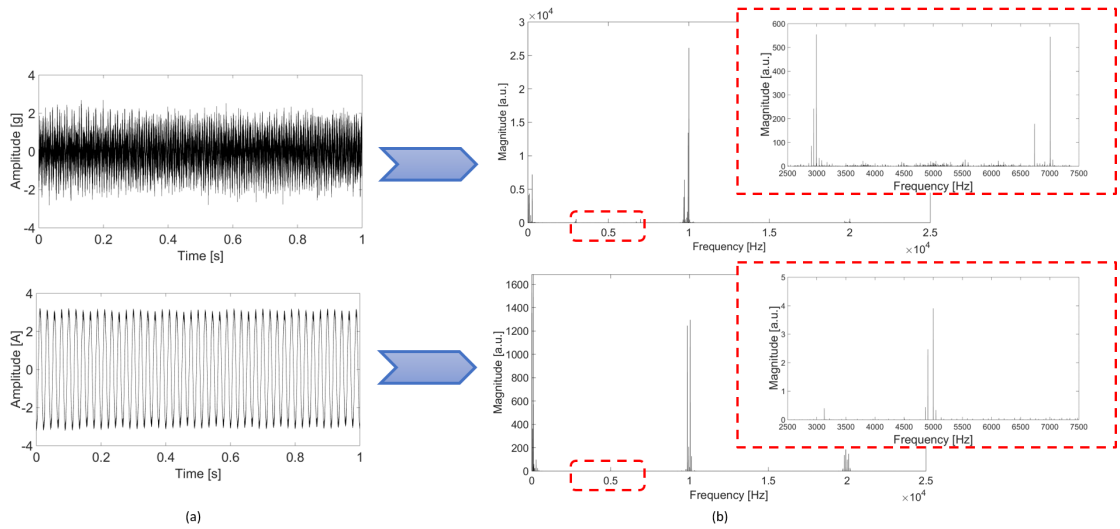 4
2
0
-2
-4
Amplitude [g]
0 0.2 0.4 0.6 0.8 1
Time [s]
3 ×10⁴
2.5
2
1.5
1
0.5
0
Magnitude [a.u.]
0 0.5 1 1.5 2 2.5
Frequency [Hz] ×10⁴
600
500
400
300
200
100
0
Magnitude [a.u.]
2500 3000 3500 4000 4500 5000 5500 6000 6500 7000 7500
Frequency [Hz]
4
2
0
-2
-4
Amplitude [A]
0 0.2 0.4 0.6 0.8 1
Time [s]
1600
1400
1200
1000
800
600
400
200
0
Magnitude [a.u.]
0 0.5 1 1.5 2 2.5
Frequency [Hz]
×10⁴
5
4
3
2
1
0
Magnitude [a.u.]
2500 3000 3500 4000 4500 5000 5500 6000 6500 7000 7500
Frequency [Hz]
(a) (b)